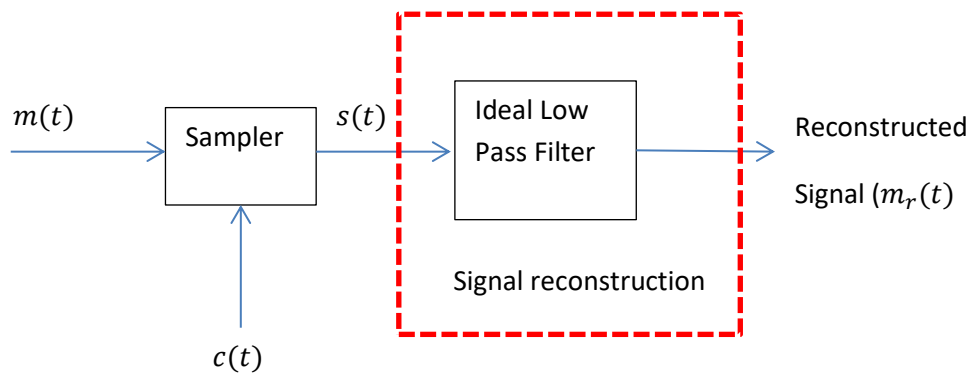 m(t)
Sampler
s(t)
Ideal Low
Pass Filter
Reconstructed
Signal (m_r(t)
Signal reconstruction
c(t)